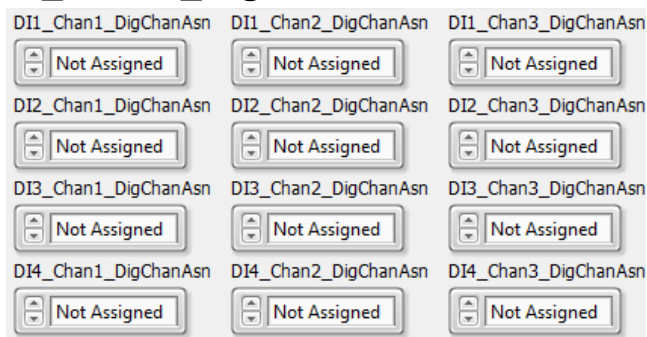 DI1_Chan1_DigChanAsn DI1_Chan2_DigChanAsn DI1_Chan3_DigChanAsn
Not Assigned Not Assigned Not Assigned
DI2_Chan1_DigChanAsn DI2_Chan2_DigChanAsn DI2_Chan3_DigChanAsn
Not Assigned Not Assigned Not Assigned
DI3_Chan1_DigChanAsn DI3_Chan2_DigChanAsn DI3_Chan3_DigChanAsn
Not Assigned Not Assigned Not Assigned
DI4_Chan1_DigChanAsn DI4_Chan2_DigChanAsn DI4_Chan3_DigChanAsn
Not Assigned Not Assigned Not Assigned